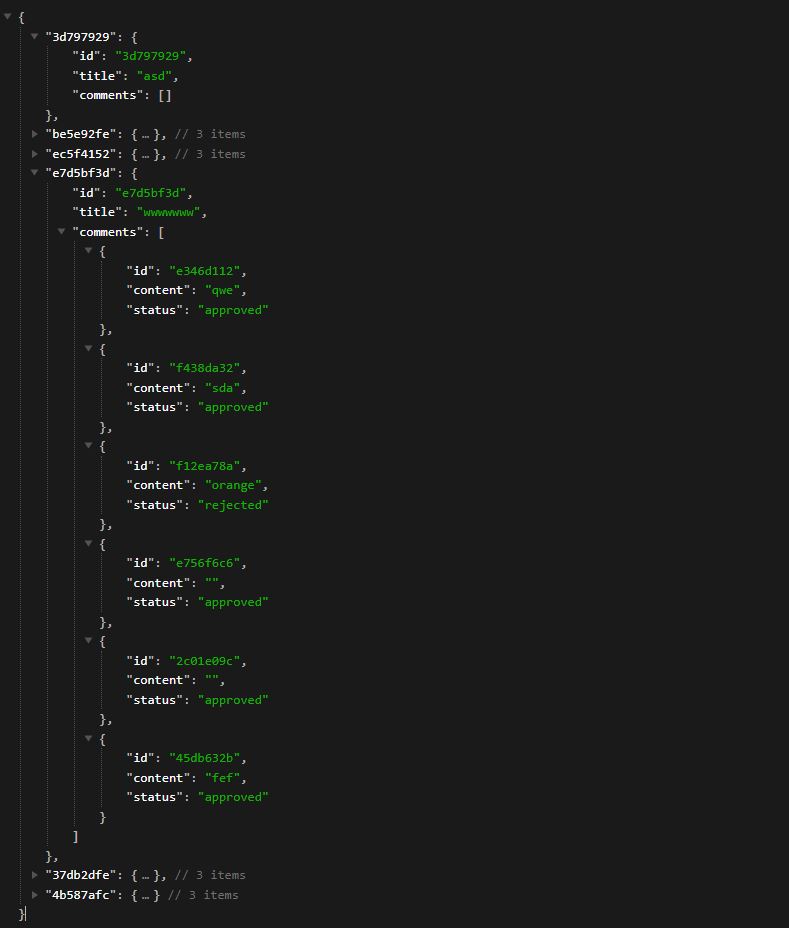 {
"3d797929": {
"id": "3d797929",
"title": "asd",
"comments": []
},
"be5e92fe": { … }, // 3 items
"ec5f4152": { … }, // 3 items
"e7d5bf3d": {
"id": "e7d5bf3d",
"title": "wwwwwww",
"comments": [
{
"id": "e346d112",
"content": "qwe",
"status": "approved"
},
{
"id": "f438da32",
"content": "sda",
"status": "approved"
},
{
"id": "f12ea78a",
"content": "orange",
"status": "rejected"
},
{
"id": "e756f6c6",
"content": "",
"status": "approved"
},
{
"id": "2c01e09c",
"content": "",
"status": "approved"
},
{
"id": "45db632b",
"content": "fef",
"status": "approved"
}
]
},
"37db2dfe": { … }, // 3 items
"4b587afc": { … } // 3 items
}